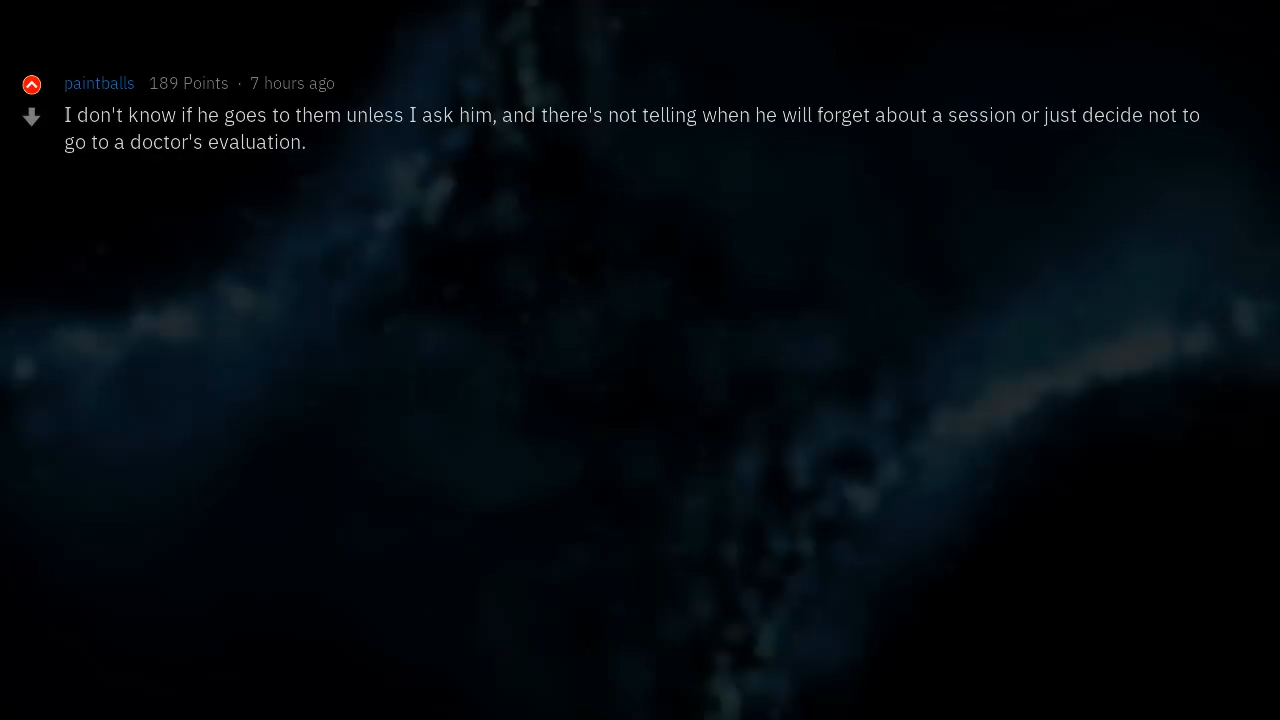 paintballs 189 Points · 7 hours ago
I don't know if he goes to them unless I ask him, and there's not telling when he will forget about a session or just decide not to
go to a doctor's evaluation.